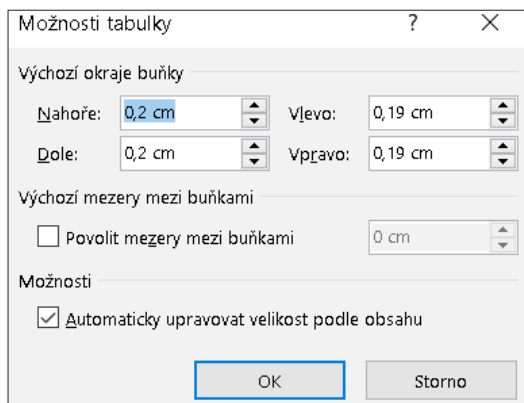 Možnosti tabulky ?
Výchozí okraje buňky
Nahoře: 0,2 cm Vlevo: 0,19 cm
Dole: 0,2 cm Vpravo: 0,19 cm
Výchozí mezery mezi buňkami
Povolit mezery mezi buňkami 0 cm
Možnosti
Automaticky upravovat velikost podle obsahu
OK Storno